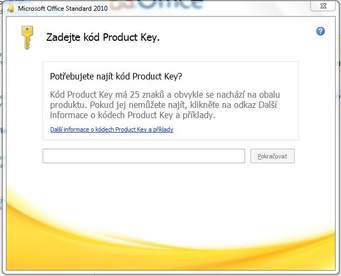 Microsoft Office Standard 2010
Zadejte kód Product Key.
Potřebujete najít kód Product Key?
Kód Product Key má 25 znaků a obvykle se nachází na obalu
produktu. Pokud jej nemůžete najít, klikněte na odkaz Další
informace o kódech Product Key a příklady.
Další informace o kódech Product Key a příklady
Pokračovat